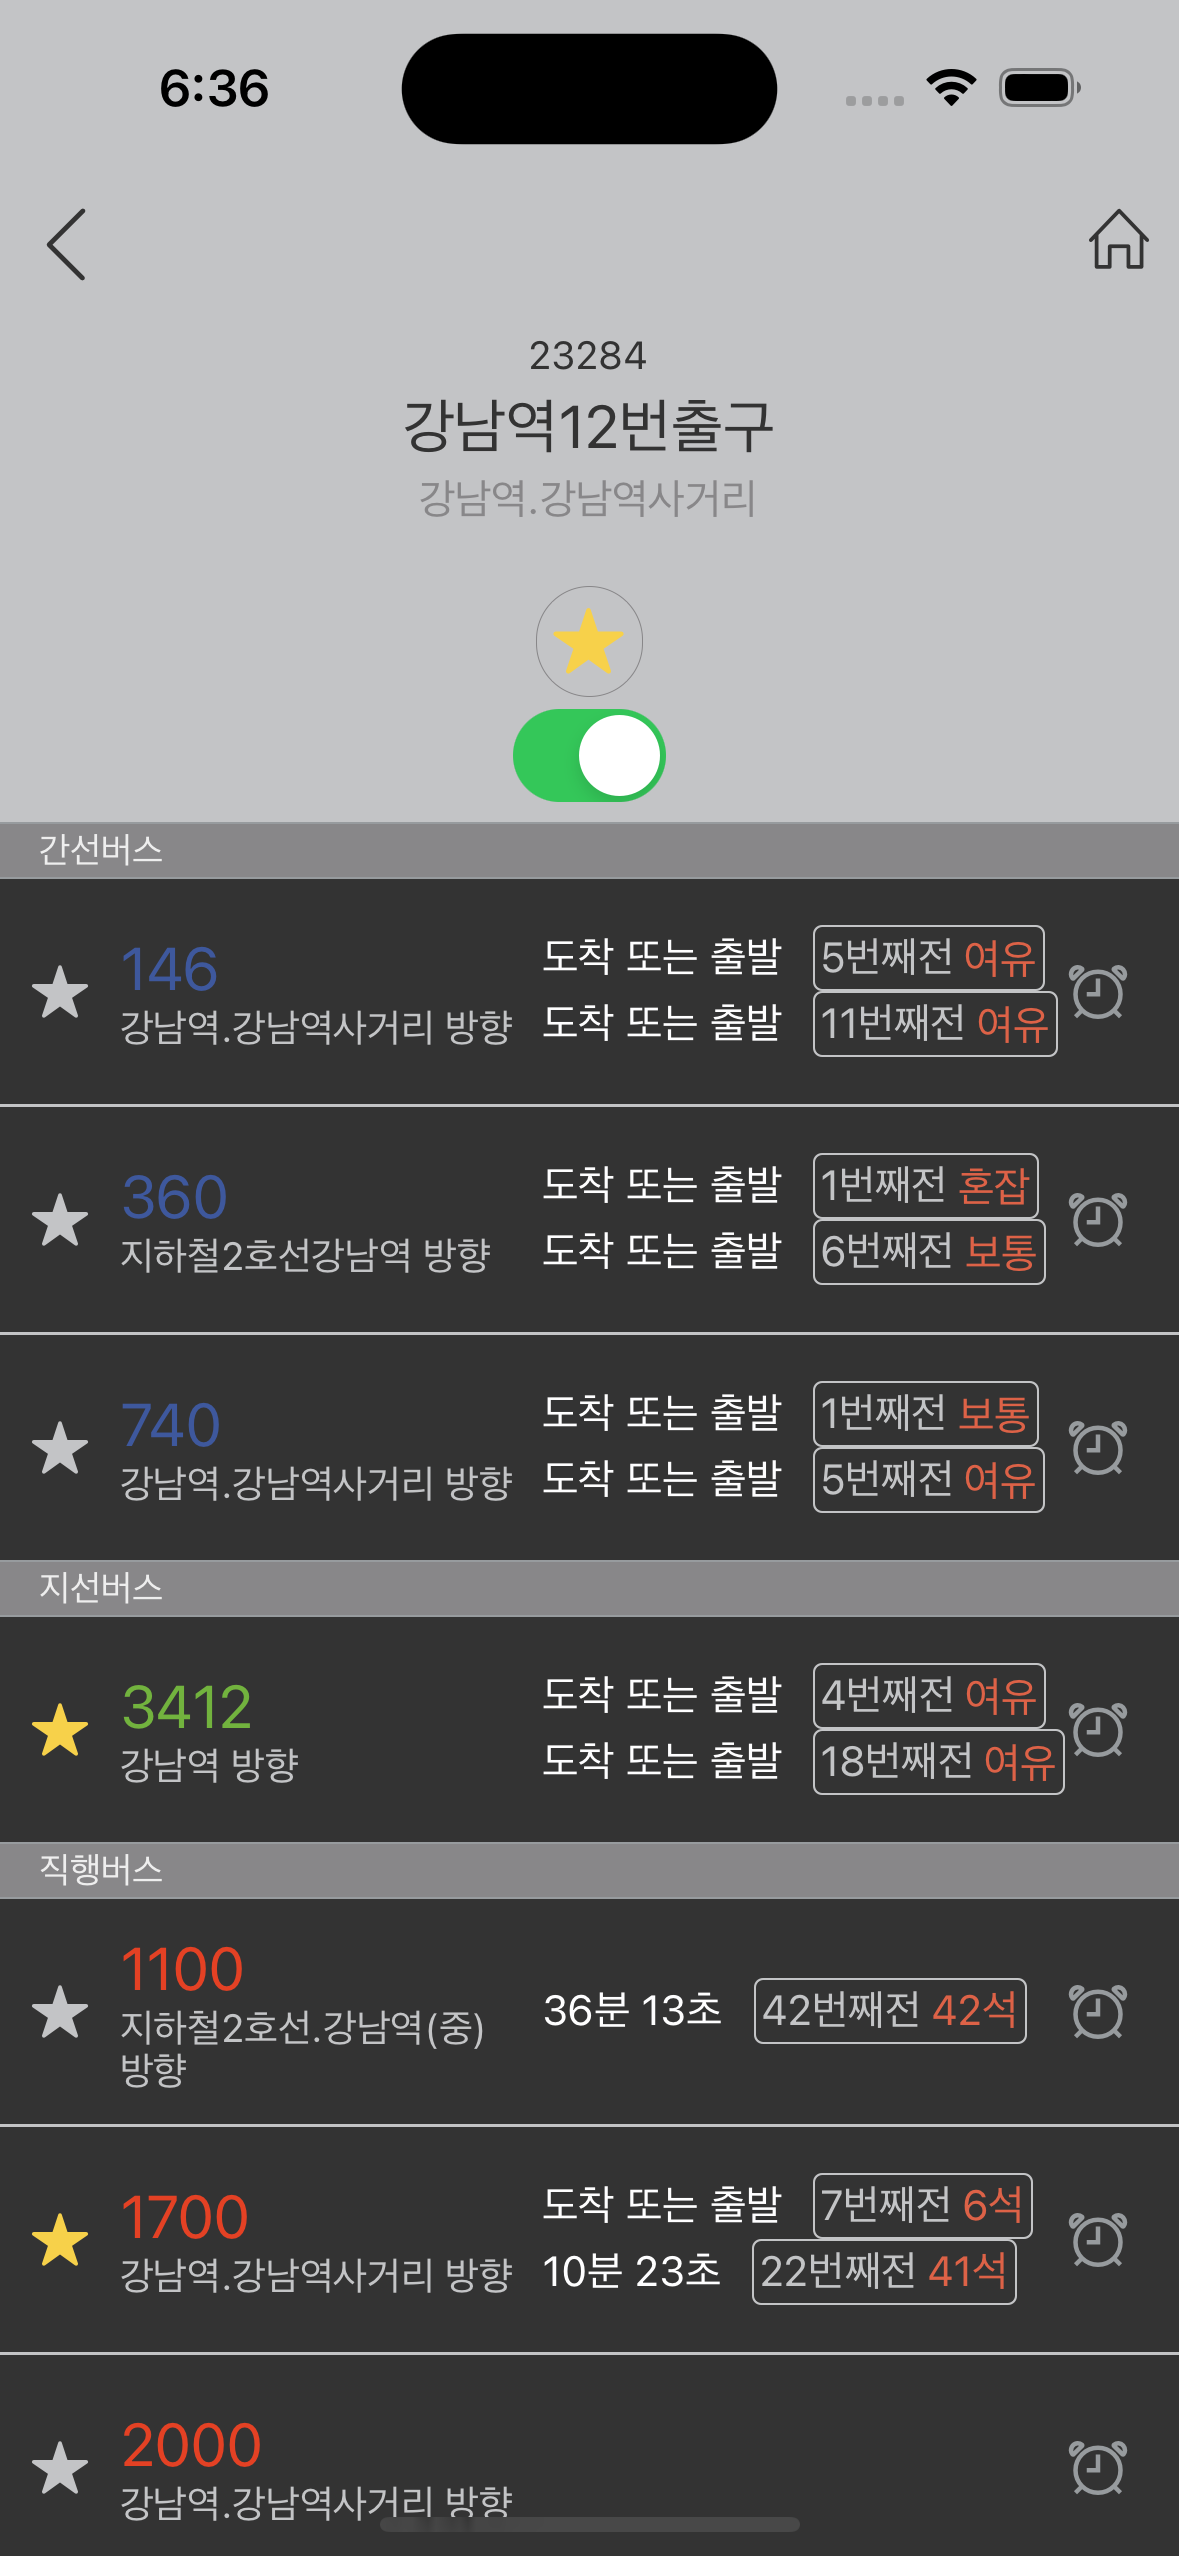 6:36
23284
강남역12번출구
강남역.강남역사거리
간선버스
146
강남역.강남역사거리 방향
도착 또는 출발 5번째전 여유
도착 또는 출발 11번째전 여유
360
지하철2호선강남역 방향
도착 또는 출발 1번째전 혼잡
도착 또는 출발 6번째전 보통
740
강남역.강남역사거리 방향
도착 또는 출발 1번째전 보통
도착 또는 출발 5번째전 여유
지선버스
3412
강남역 방향
도착 또는 출발 4번째전 여유
도착 또는 출발 18번째전 여유
직행버스
1100
지하철2호선.강남역(중)
방향
36분 13초 42번째전 42석
1700
강남역.강남역사거리 방향
도착 또는 출발 7번째전 6석
10분 23초 22번째전 41석
2000
강남역.강남역사거리 방향